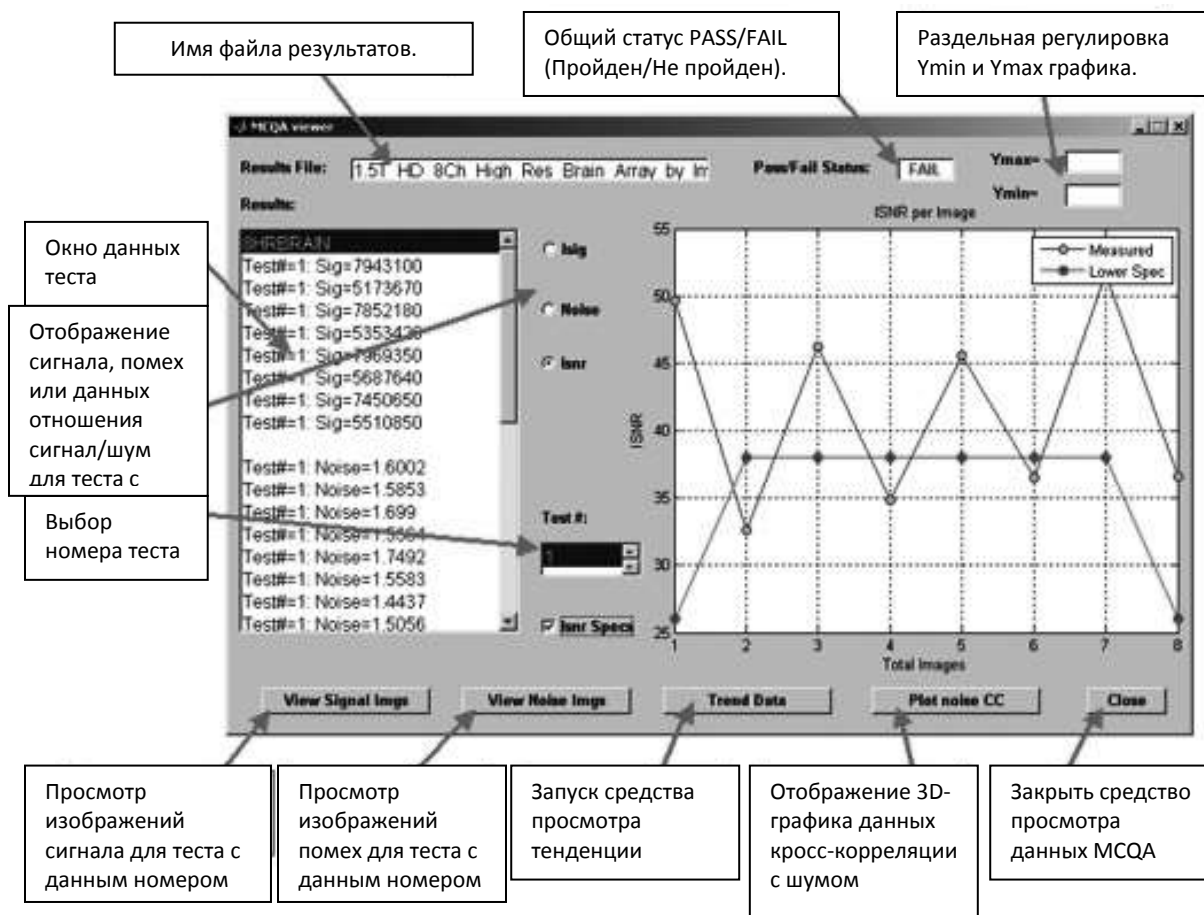 Имя файла результатов.
Общий статус PASS/FAIL
(Пройден/Не пройден).
Раздельная регулировка
Ymin и Ymax графика.
MCQA viewer
Results File:
1.5T HD 8Ch High Res Brain Array by Im
Pass/Fail Status:
FAIL
Ymax=
Ymin=
Results:
Окно данных
теста
Отображение
сигнала, помех
или данных
отношения
сигнал/шум
для теста с
Выбор
номера теста
8HRBRAIN
Test#=1: Sig=7943100
Test#=1: Sig=5173670
Test#=1: Sig=7852180
Test#=1: Sig=5353420
Test#=1: Sig=7969350
Test#=1: Sig=5687640
Test#=1: Sig=7450650
Test#=1: Sig=5510850
Test#=1: Noise=1.6002
Test#=1: Noise=1.5853
Test#=1: Noise=1.699
Test#=1: Noise=1.5564
Test#=1: Noise=1.7492
Test#=1: Noise=1.5583
Test#=1: Noise=1.4437
Test#=1: Noise=1.5056
Isig
Noise
Isnr
Test #:
1
Isnr Specs
ISNR per Image
Measured
Lower Spec
ISNR
55
50
45
40
35
30
25
1 2 3 4 5 6 7 8
Total Images
View Signal Imgs
View Noise Imgs
Trend Data
Plot noise CC
Close
Просмотр
изображений
сигнала для теста с
данным номером
Просмотр
изображений
помех для теста с
данным номером
Запуск средства
просмотра
тенденции
Отображение 3D-
графика данных
кросс-корреляции
с шумом
Закрыть средство
просмотра
данных MCQA